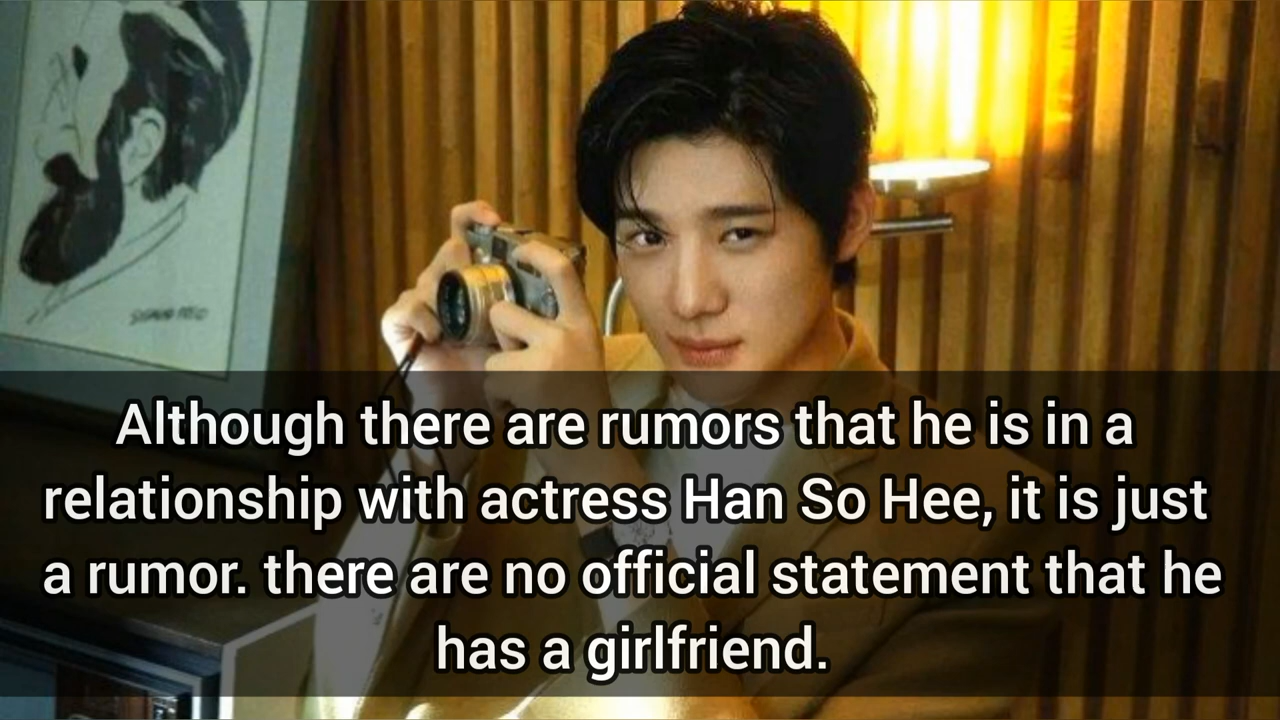 Although there are rumors that he is in a
relationship with actress Han So Hee, it is just
a rumor. there are no official statement that he
has a girlfriend.